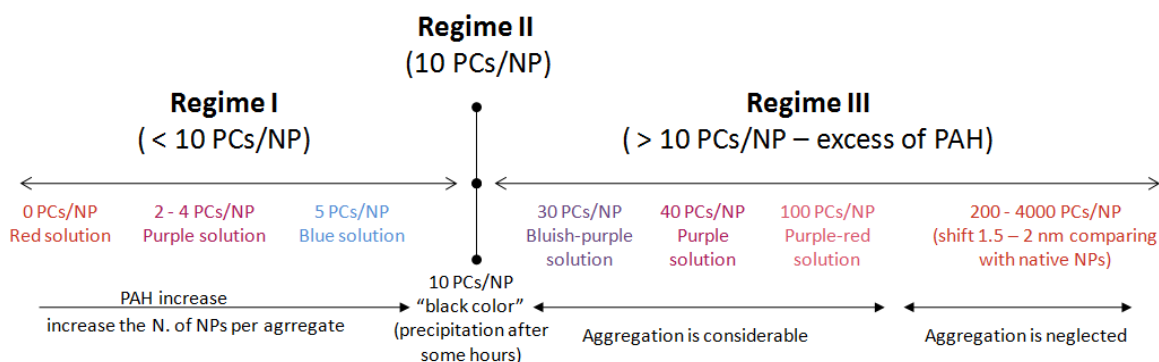 Regime II
(10 PCs/NP)
Regime I
( < 10 PCs/NP)
Regime III
( > 10 PCs/NP – excess of PAH)
0 PCs/NP
Red solution
2 - 4 PCs/NP
Purple solution
5 PCs/NP
Blue solution
30 PCs/NP
Bluish-purple
solution
40 PCs/NP
Purple
solution
100 PCs/NP
Purple-red
solution
200 - 4000 PCs/NP
(shift 1.5 – 2 nm comparing
with native NPs)
PAH increase
increase the N. of NPs per agrregate
10 PCs/NP
“black color”
(precipitation after
some hours)
Aggregation is considerable
Aggregation is neglected